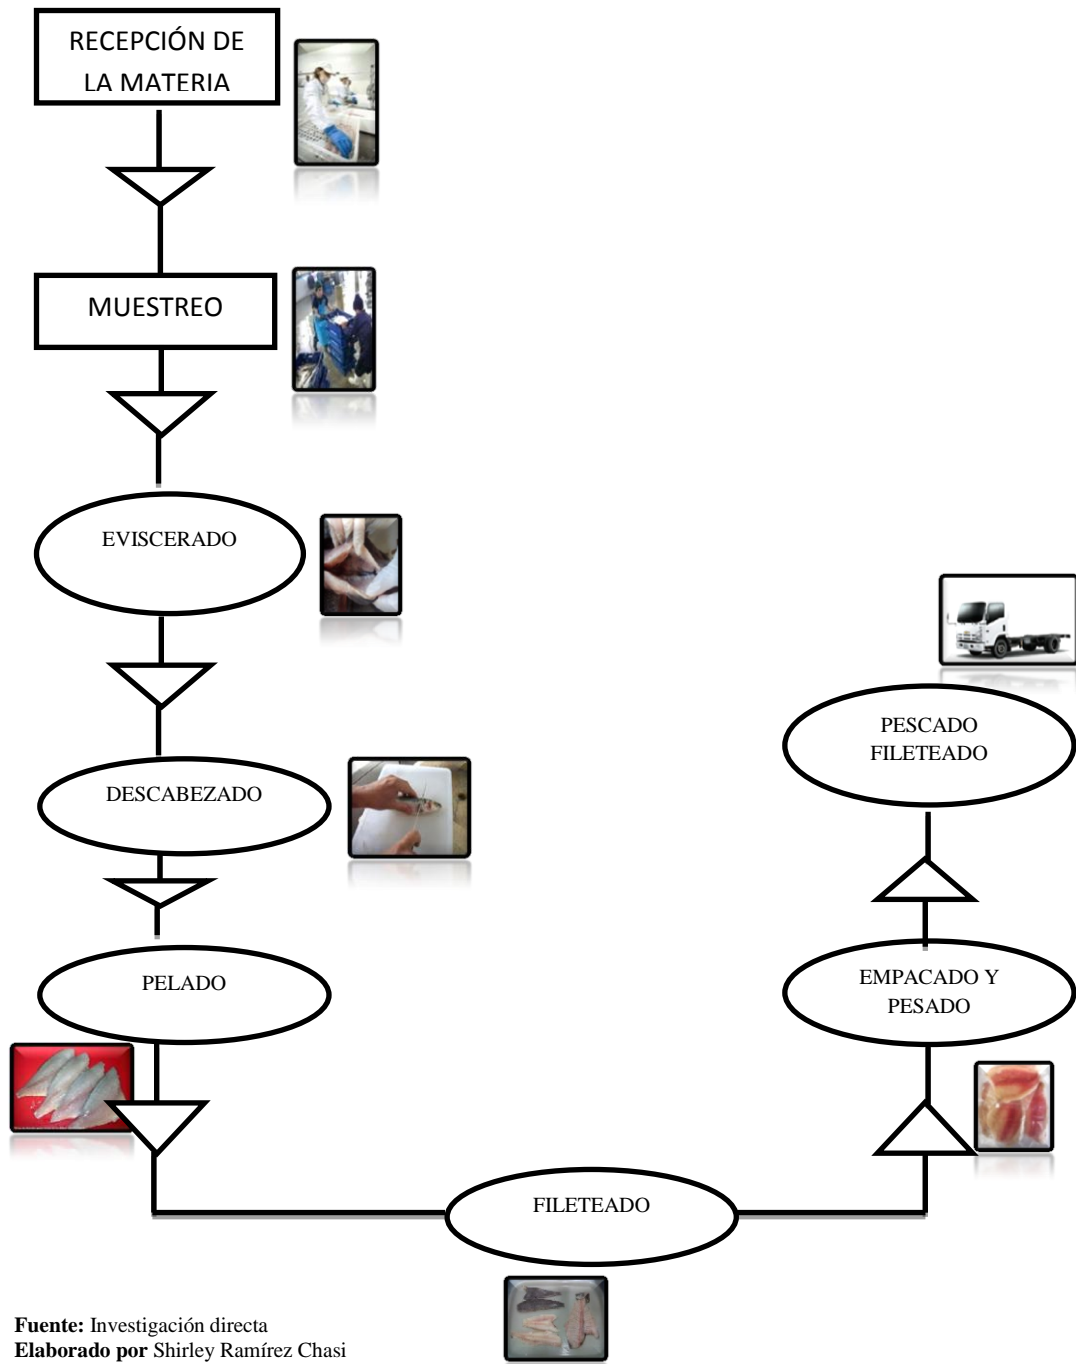 RECEPCIÓN DE
LA MATERIA
MUESTREO
EVISCERADO
DESCABEZADO
PELADO
FILETEADO
EMPACADO Y
PESADO
PESCADO
FILETEADO
Fuente: Investigación directa
Elaborado por Shirley Ramírez Chasi